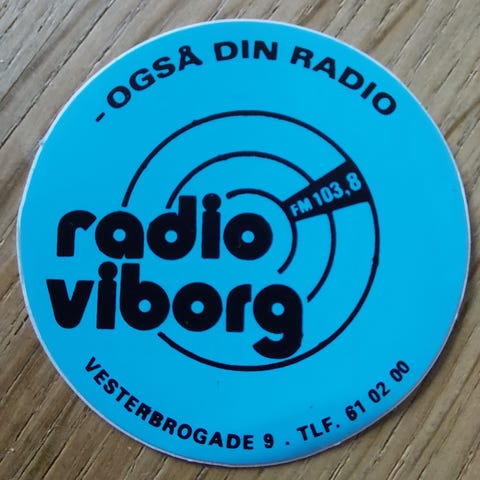 - OGSÅ DIN RADIO
FM 103,8
radio
viborg
VESTERBROGADE 9 . TLF. 61 02 00